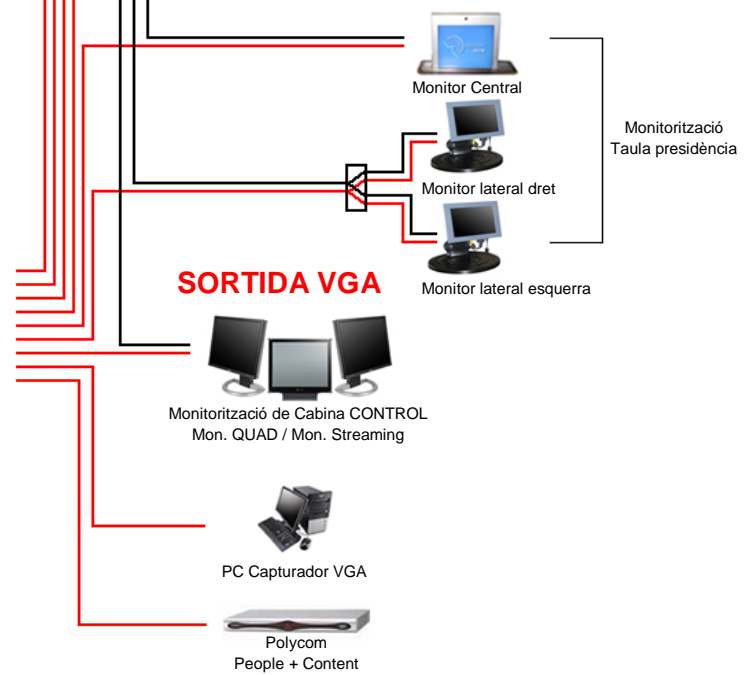 Monitor Central
Monitorització
Taula presidència
Monitor lateral dret
SORTIDA VGA
Monitor lateral esquerra
Monitorització de Cabina CONTROL
Mon. QUAD / Mon. Streaming
PC Capturador VGA
Polycom
People + Content